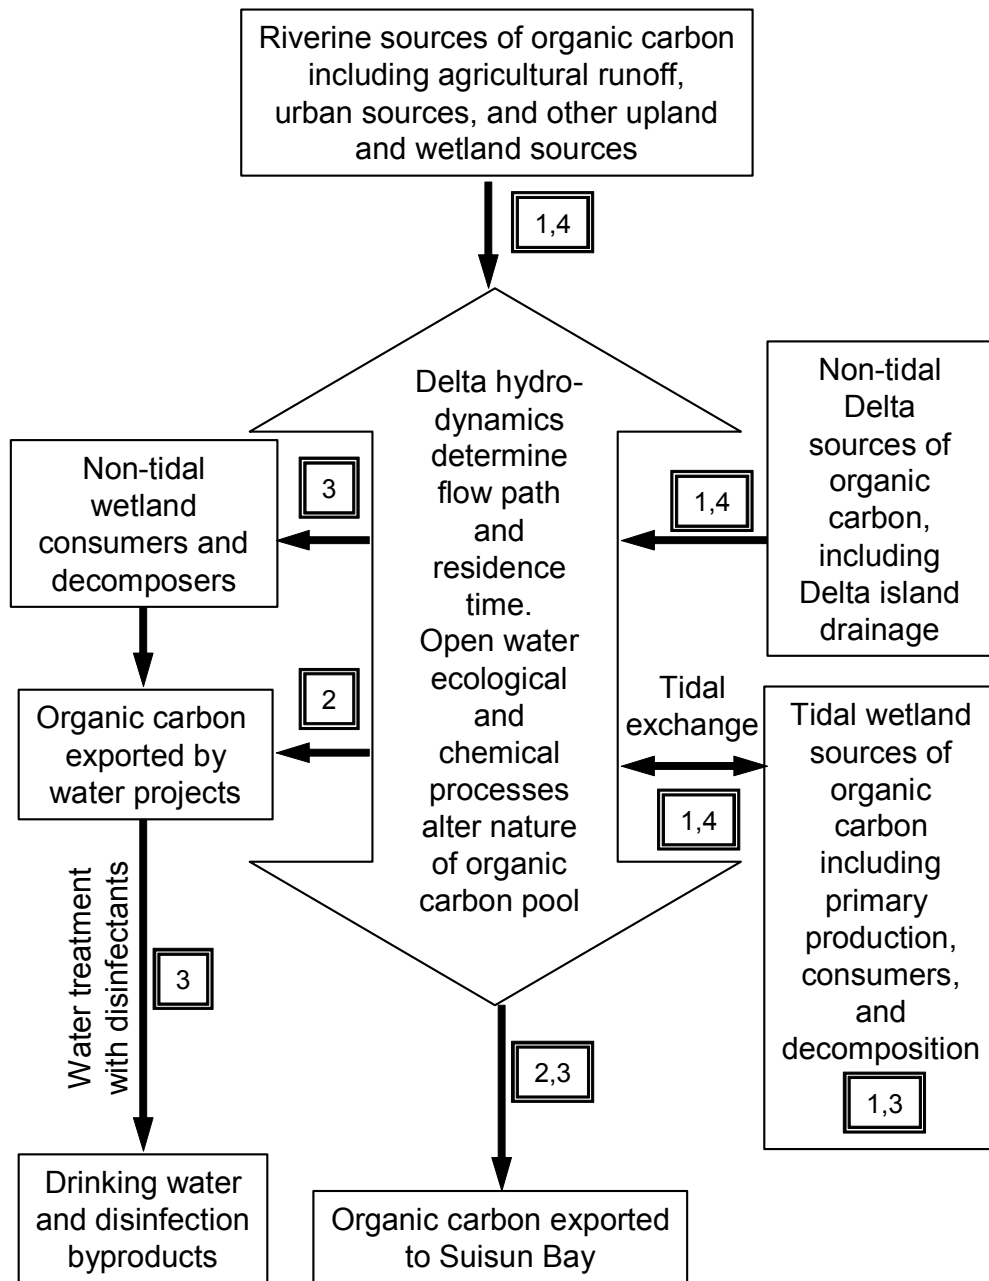 Riverine sources of organic carbon
including agricultural runoff,
urban sources, and other upland
and wetland sources
1,4
Delta hydro-
dynamics
determine
flow path
and
residence
time.
Open water
ecological
and
chemical
processes
alter nature
of organic
carbon pool
Non-tidal
Delta
sources of
organic
carbon,
including
Delta island
drainage
1,4
Non-tidal
wetland
consumers and
decomposers
3
Organic carbon
exported by
water projects
2
Tidal
exchange
1,4
Tidal wetland
sources of
organic
carbon
including
primary
production,
consumers,
and
decomposition
1,3
Water treatment
with disinfectants
3
2,3
Drinking water
and disinfection
byproducts
Organic carbon exported
to Suisun Bay